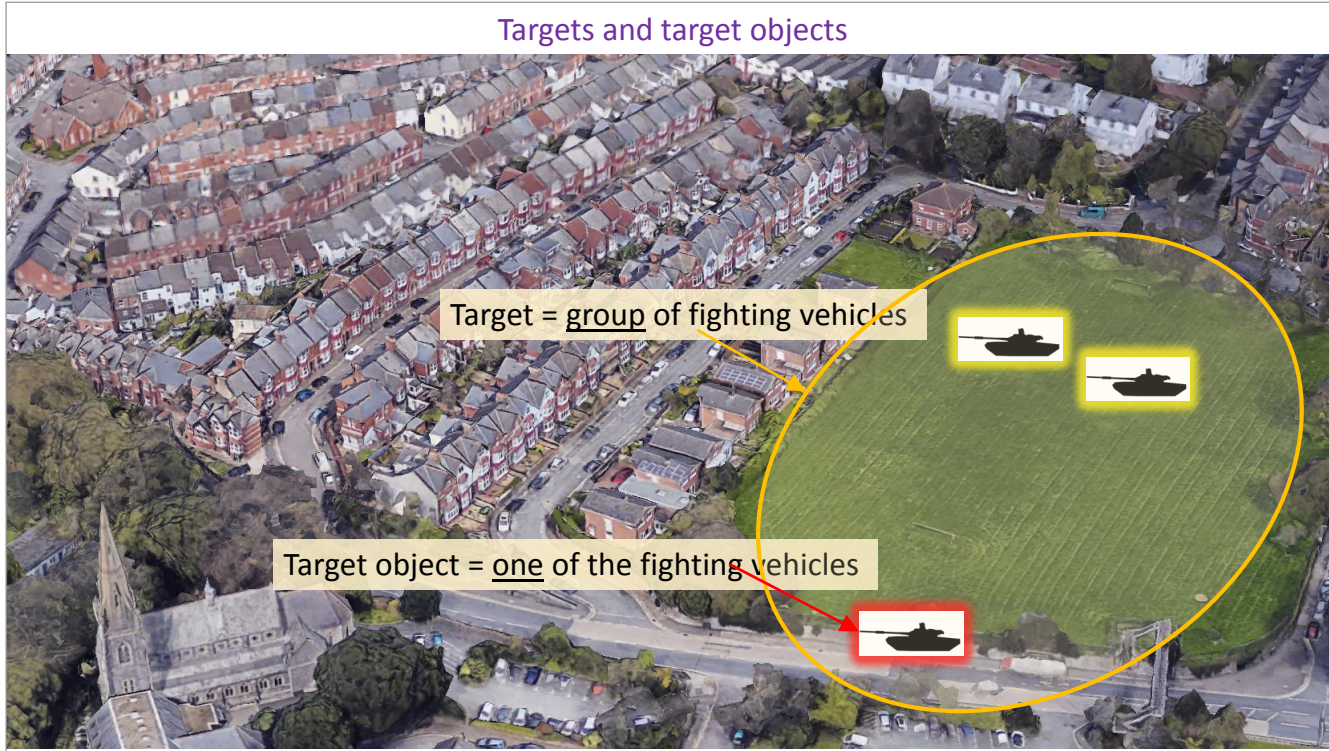 Targets and target objects
Target = group of fighting vehicles
Target object = one of the fighting vehicles